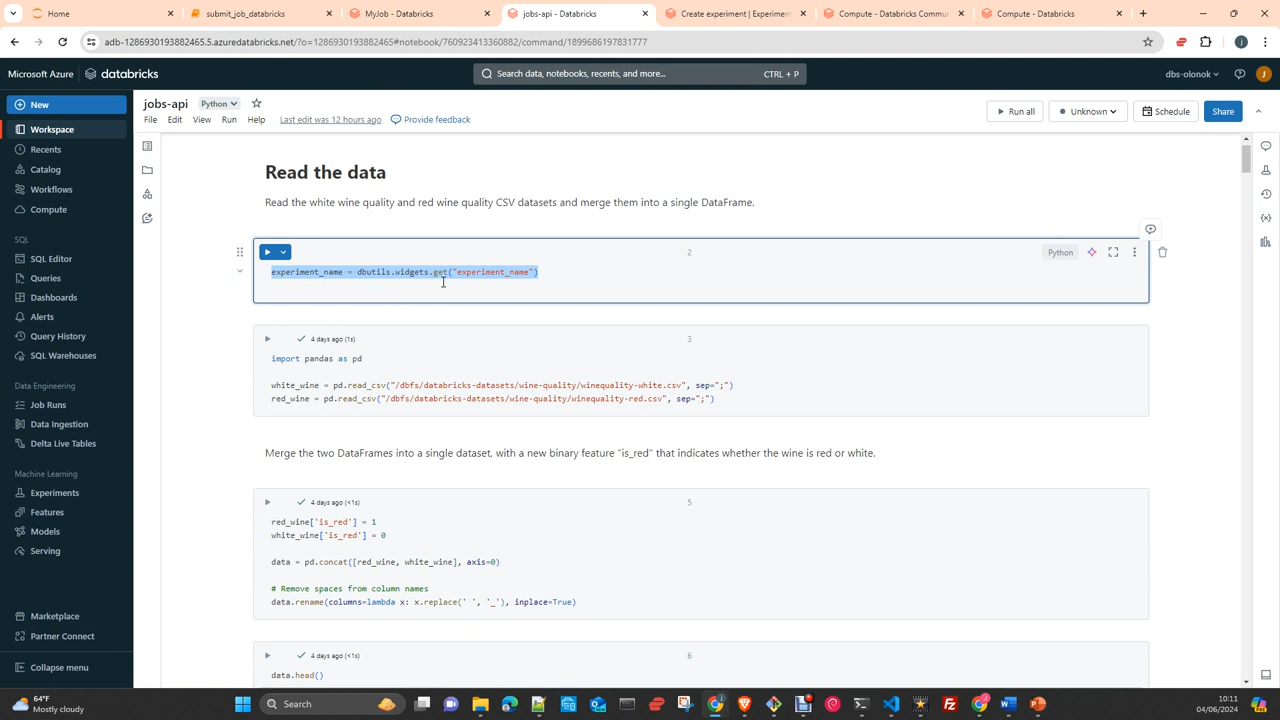 Home
submit_job_databricks
MyJob - Databricks
jobs-api - Databricks
Create experiment | Experiment
Compute - Databricks Commun
Compute - Databricks
adb-1286930193882465.5.azuredatabricks.net/?o=1286930193882465#notebook/760923413360882/command/1899686197831777
Microsoft Azure
databricks
Search data, notebooks, recents, and more...
CTRL + P
dbs-olonok
J
New
Workspace
Recents
Catalog
Workflows
Compute
SQL
SQL Editor
Queries
Dashboards
Alerts
Query History
SQL Warehouses
Data Engineering
Job Runs
Data Ingestion
Delta Live Tables
Machine Learning
Experiments
Features
Models
Serving
Marketplace
Partner Connect
Collapse menu
jobs-api
Python
File Edit View Run Help
Last edit was 12 hours ago
Provide feedback
Run all
Unknown
Schedule
Share
Read the data
Read the white wine quality and red wine quality CSV datasets and merge them into a single DataFrame.
2
Python
experiment_name = dbutils.widgets.get("experiment_name")
4 days ago (1s)
3
import pandas as pd
white_wine = pd.read_csv("/dbfs/databricks-datasets/wine-quality/winequality-white.csv", sep=";")
red_wine = pd.read_csv("/dbfs/databricks-datasets/wine-quality/winequality-red.csv", sep=";")
Merge the two DataFrames into a single dataset, with a new binary feature "is_red" that indicates whether the wine is red or white.
4 days ago (<1s)
5
red_wine['is_red'] = 1
white_wine['is_red'] = 0
data = pd.concat([red_wine, white_wine], axis=0)
# Remove spaces from column names
data.rename(columns=lambda x: x.replace(' ', '_'), inplace=True)
4 days ago (<1s)
6
data.head()
64°F
Mostly cloudy
Search
10:11
04/06/2024